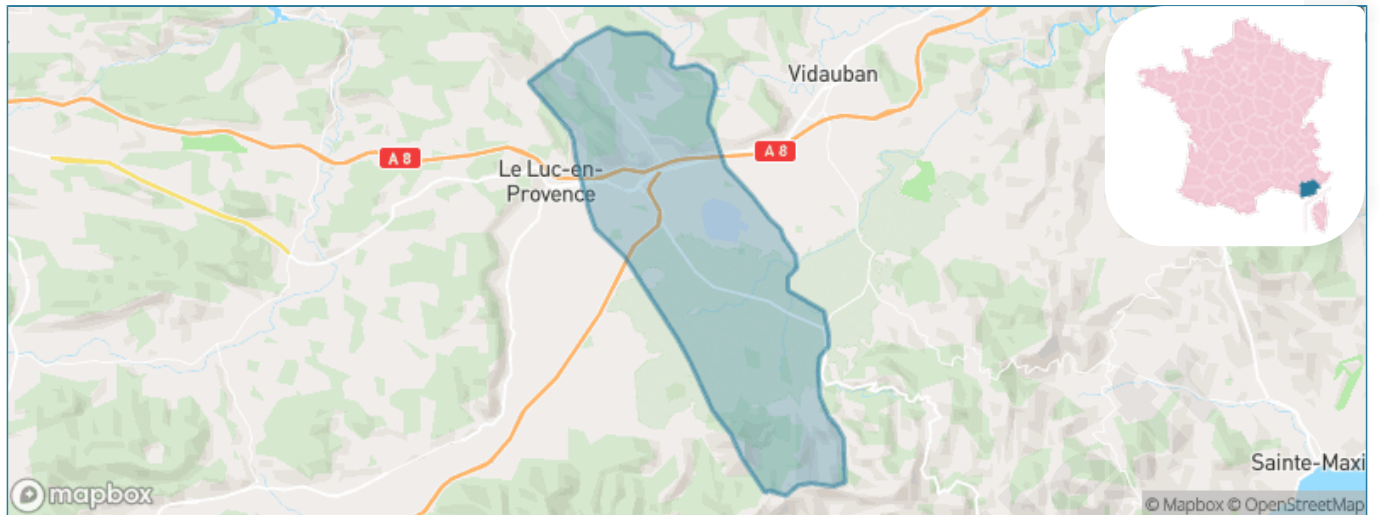 Vidauban
A 8
A 8
Le Luc-en-
Provence
Sainte-Maxi
mapbox
© Mapbox © OpenStreetMap